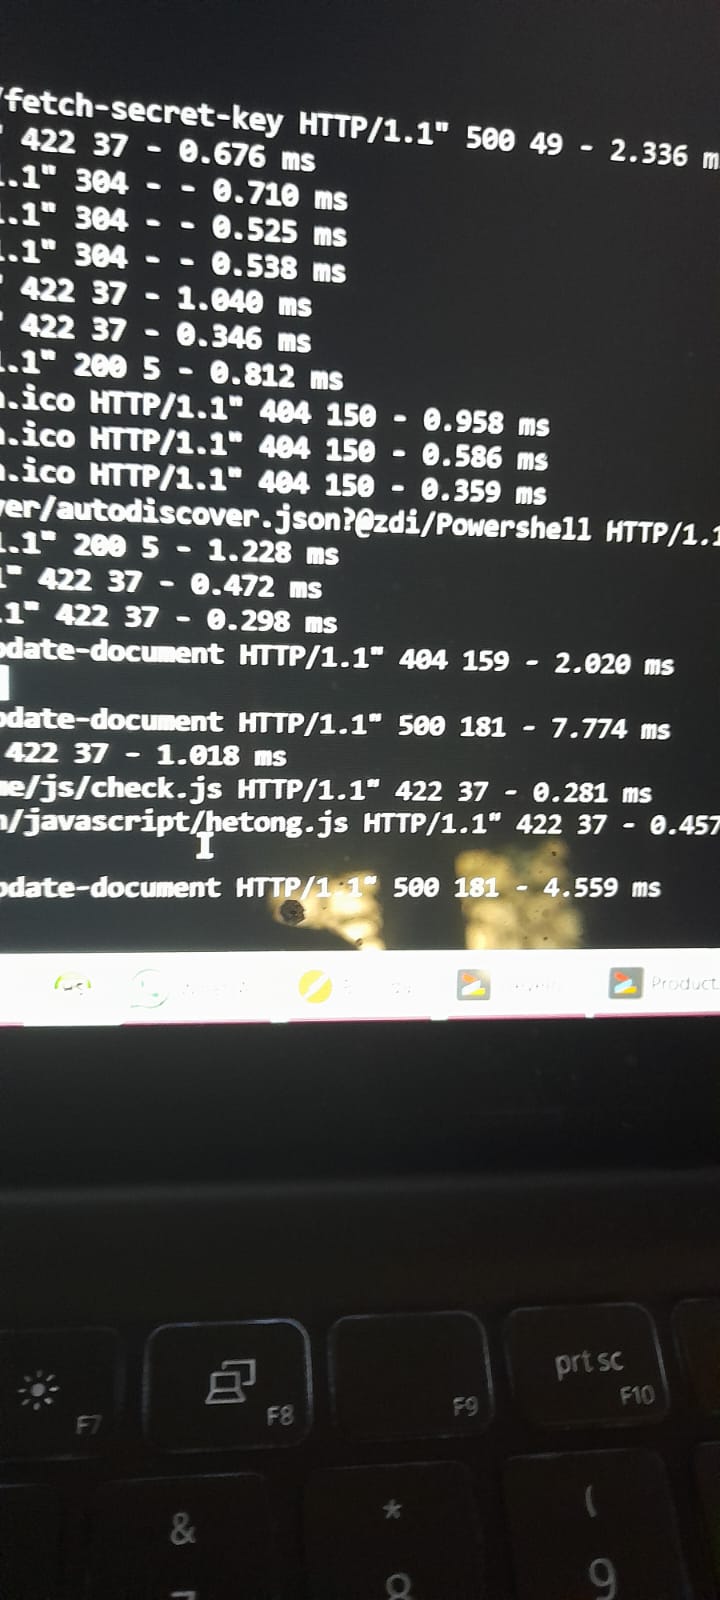 /fetch-secret-key HTTP/1.1" 500 49 - 2.336 m
" 422 37 - 0.676 ms
.1" 304 - - 0.710 ms
.1" 304 - - 0.525 ms
.1" 304 - - 0.538 ms
" 422 37 - 1.040 ms
" 422 37 - 0.346 ms
.1" 200 5 - 0.812 ms
.ico HTTP/1.1" 404 150 - 0.958 ms
.ico HTTP/1.1" 404 150 - 0.586 ms
.ico HTTP/1.1" 404 150 - 0.359 ms
er/autodiscover.json?@zdi/Powershell HTTP/1.1
.1" 200 5 - 1.228 ms
1" 422 37 - 0.472 ms
.1" 422 37 - 0.298 ms
pdate-document HTTP/1.1" 404 159 - 2.020 ms
pdate-document HTTP/1.1" 500 181 - 7.774 ms
422 37 - 1.018 ms
e/js/check.js HTTP/1.1" 422 37 - 0.281 ms
/javascript/hetong.js HTTP/1.1" 422 37 - 0.457
pdate-document HTTP/1.1" 500 181 - 4.559 ms
Product
F7
F8
F9
prt sc
F10
&
*
8
(
9